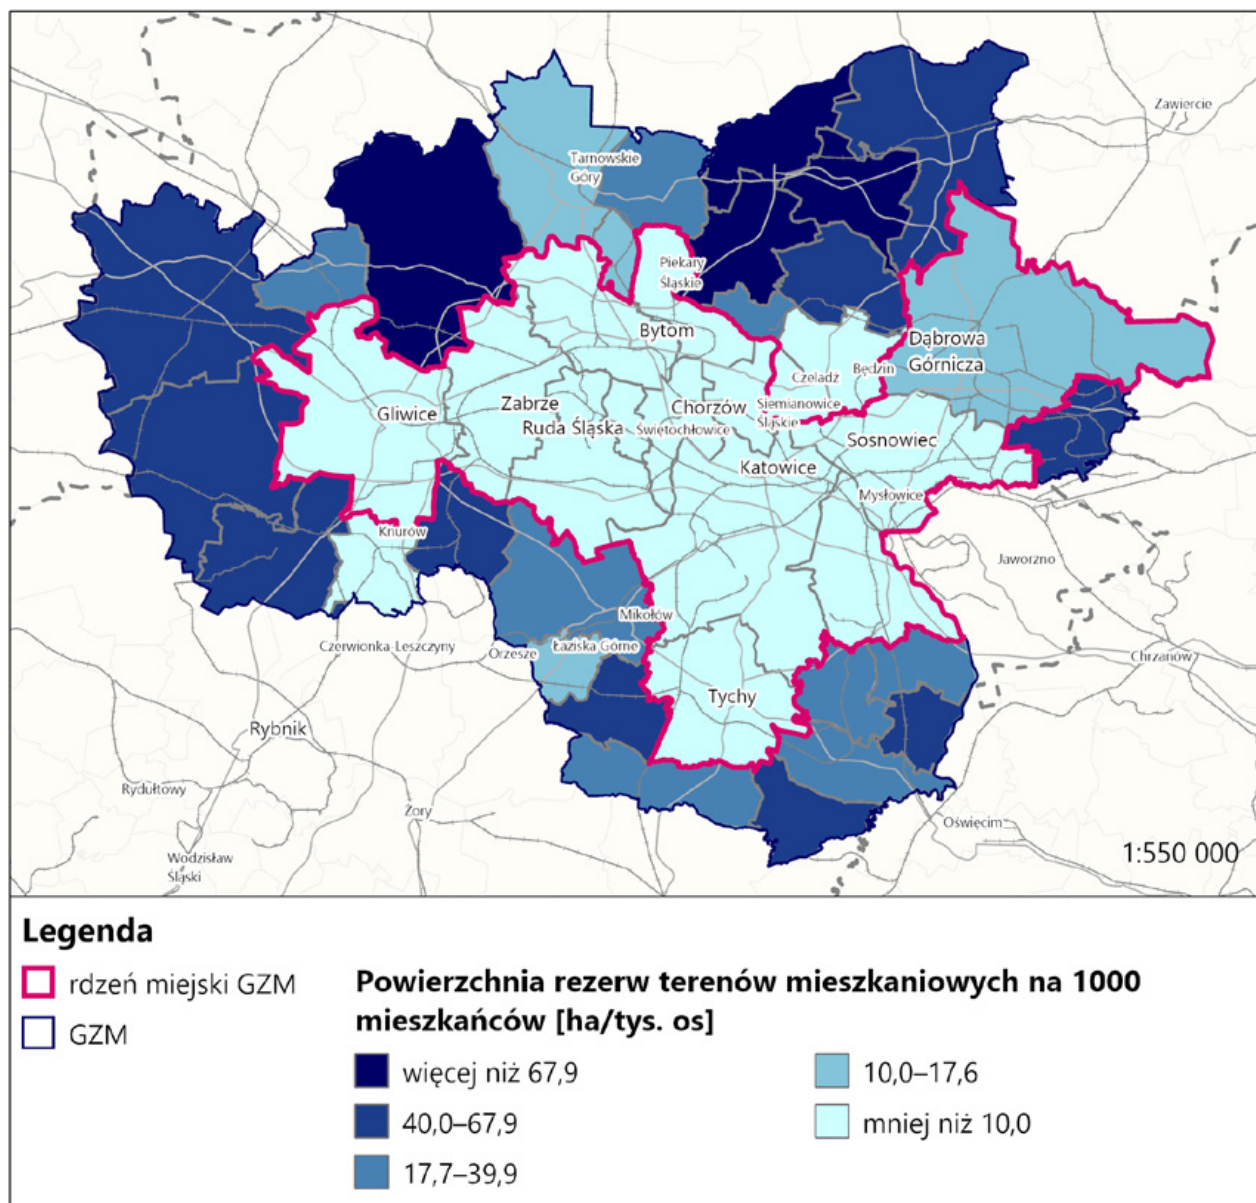 Zawiercie
Tarnowskie
Góry
Piekary
Śląskie
Bytom
Dąbrowa
Górnicza
Będzin
Czeladź
Gliwice
Zabrze
Chorzów
Siemianowice
Śląskie
Ruda Śląska
Świętochłowice
Sosnowiec
Katowice
Mysłowice
Knurów
Jaworzno
Mikołów
Czerwionka-Leszczyny
Orzesze
Łaziska Górne
Chrzanów
Tychy
Rybnik
Rydułtowy
Żory
Oświęcim
Wodzisław
Śląski
1:550 000
Legenda
rdzeń miejski GZM
GZM
Powierzchnia rezerw terenów mieszkaniowych na 1000
mieszkańców [ha/tys. os]
więcej niż 67,9
40,0–67,9
17,7–39,9
10,0–17,6
mniej niż 10,0